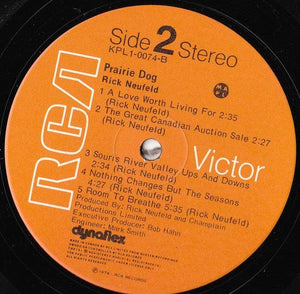 Side 2 Stereo
KPL1-0074-B
Prairie Dog
Rick Neufeld
1 A Love Worth Living For 2:35
(Rick Neufeld)
2 The Great Canadian Auction Sale 2:27
(Rick Neufeld)
RCA
Victor
3 Souris River Valley Ups And Downs
2:34 (Rick Neufeld)
4 Nothing Changes But The Seasons
4:27 (Rick Neufeld)
5 Room To Breathe 5:35 (Rick Neufeld)
Produced By: Rick Neufeld and Champlain
Productions Limited
Executive Producer: Bob Hahn
Engineer: Mark Smith
dynaflex